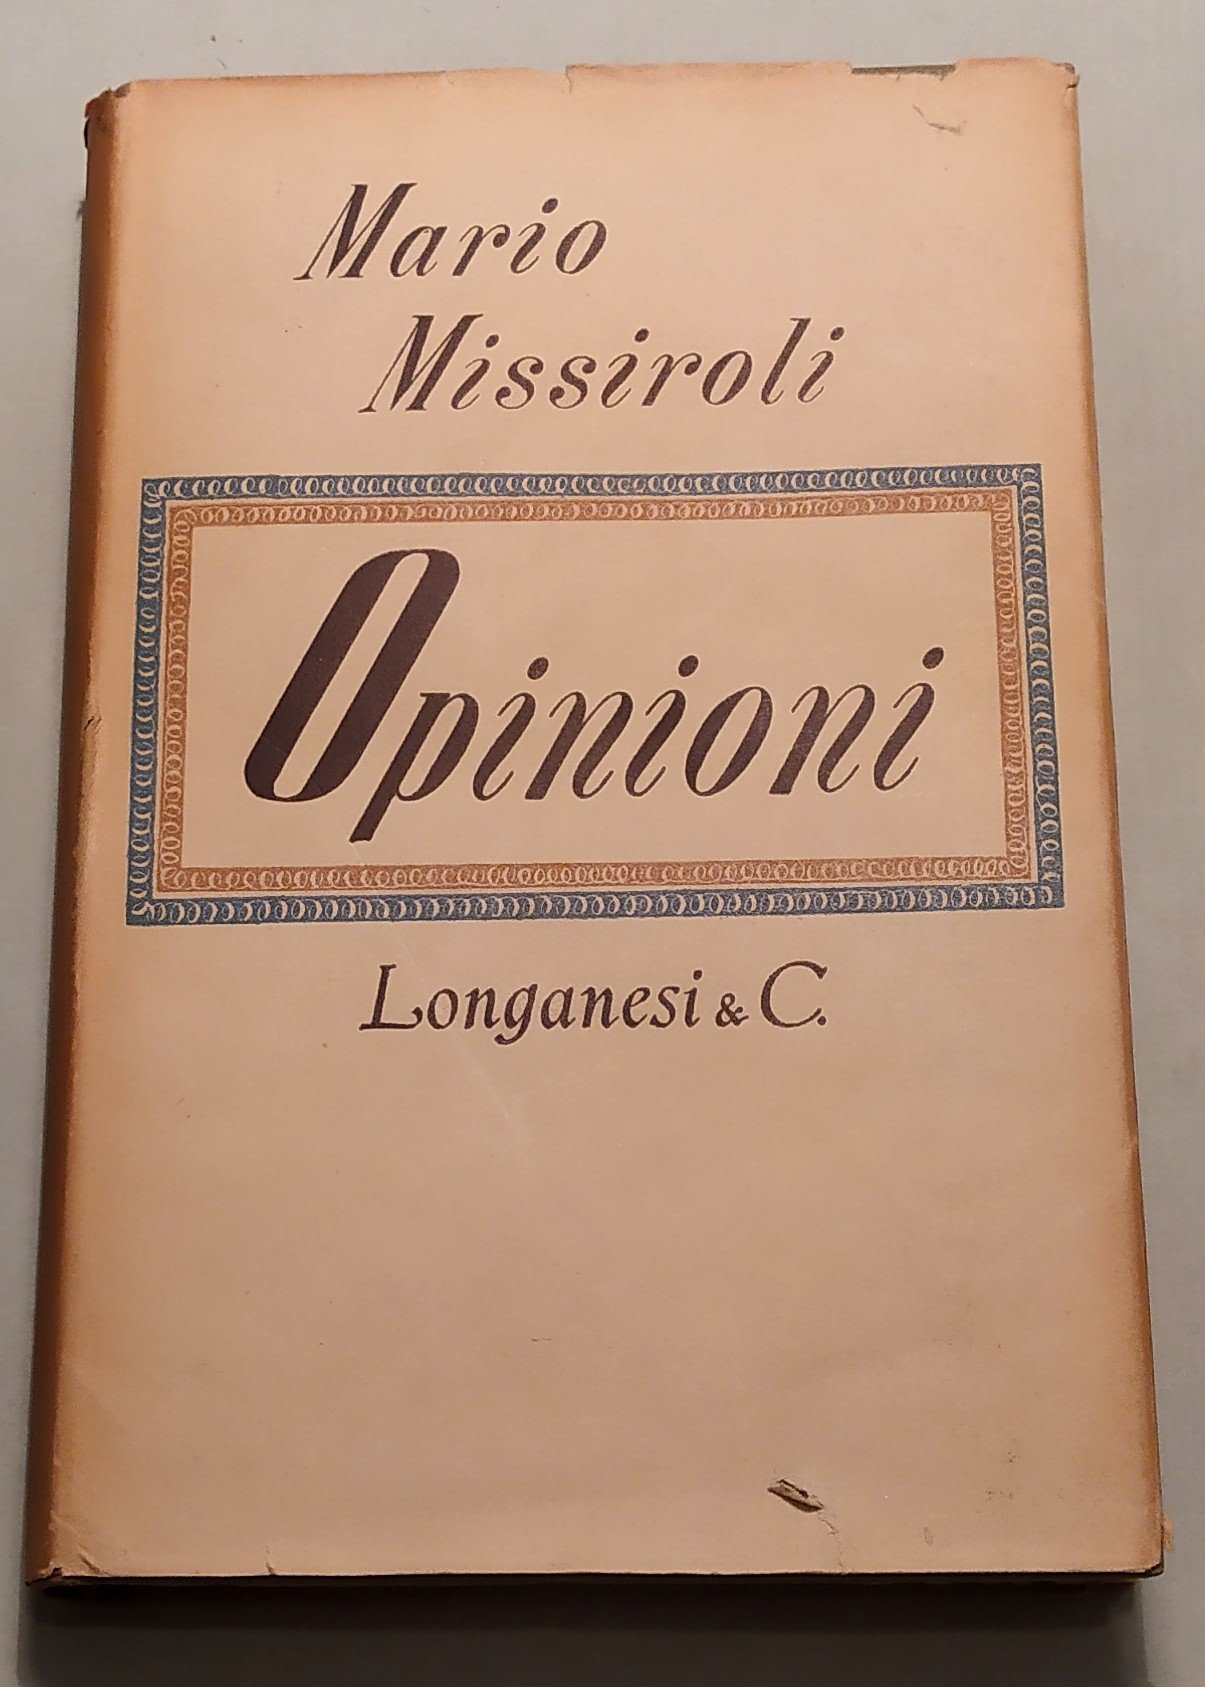 Mario
Missiroli
Opinioni
Longanesi & C.